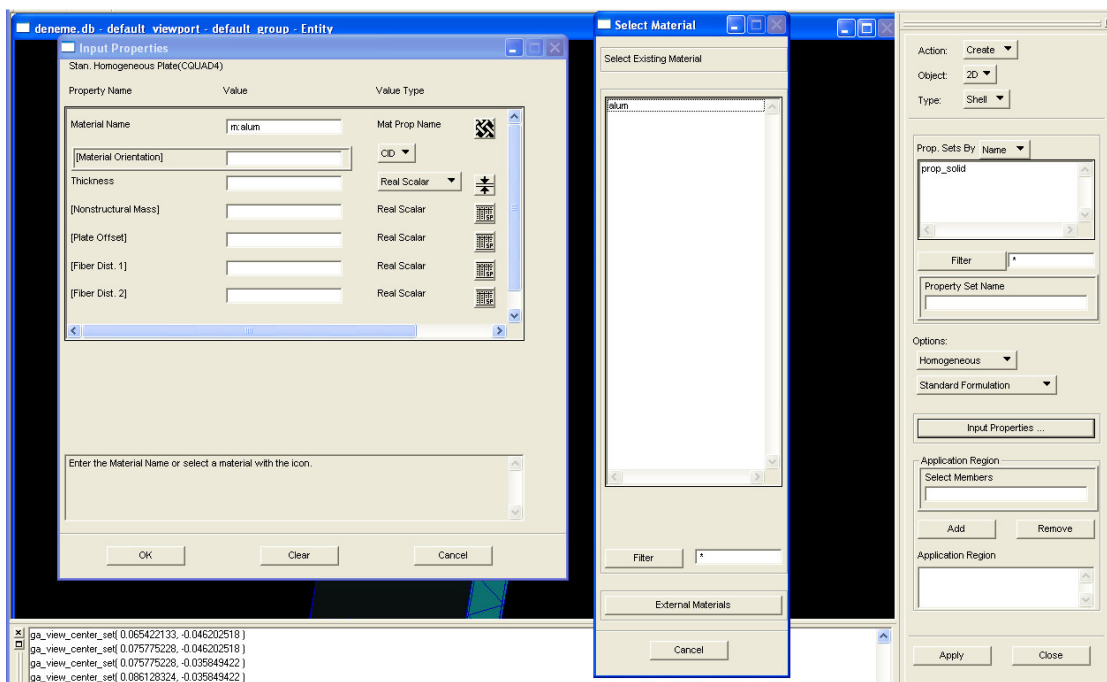 deneme.db - default_viewport - default_group - Entity
Input Properties
Stan. Homogeneous Plate(CQUAD4)
Property Name Value Value Type
Material Name m:alum Mat Prop Name
[Material Orientation] CID
Thickness Real Scalar
[Nonstructural Mass] Real Scalar
[Plate Offset] Real Scalar
[Fiber Dist. 1] Real Scalar
[Fiber Dist. 2] Real Scalar
Enter the Material Name or select a material with the icon.
OK Clear Cancel
Select Material
Select Existing Material
alum
Filter *
External Materials
Cancel
Action: Create
Object: 2D
Type: Shell
Prop. Sets By Name
prop_solid
Filter *
Property Set Name
Options:
Homogeneous
Standard Formulation
Input Properties ...
Application Region
Select Members
Add Remove
Application Region
Apply Close
ga_view_center_set( 0.065422133, -0.046202518 )
ga_view_center_set( 0.075775228, -0.046202518 )
ga_view_center_set( 0.075775228, -0.035849422 )
ga_view_center_set( 0.086128324, -0.035849422 )